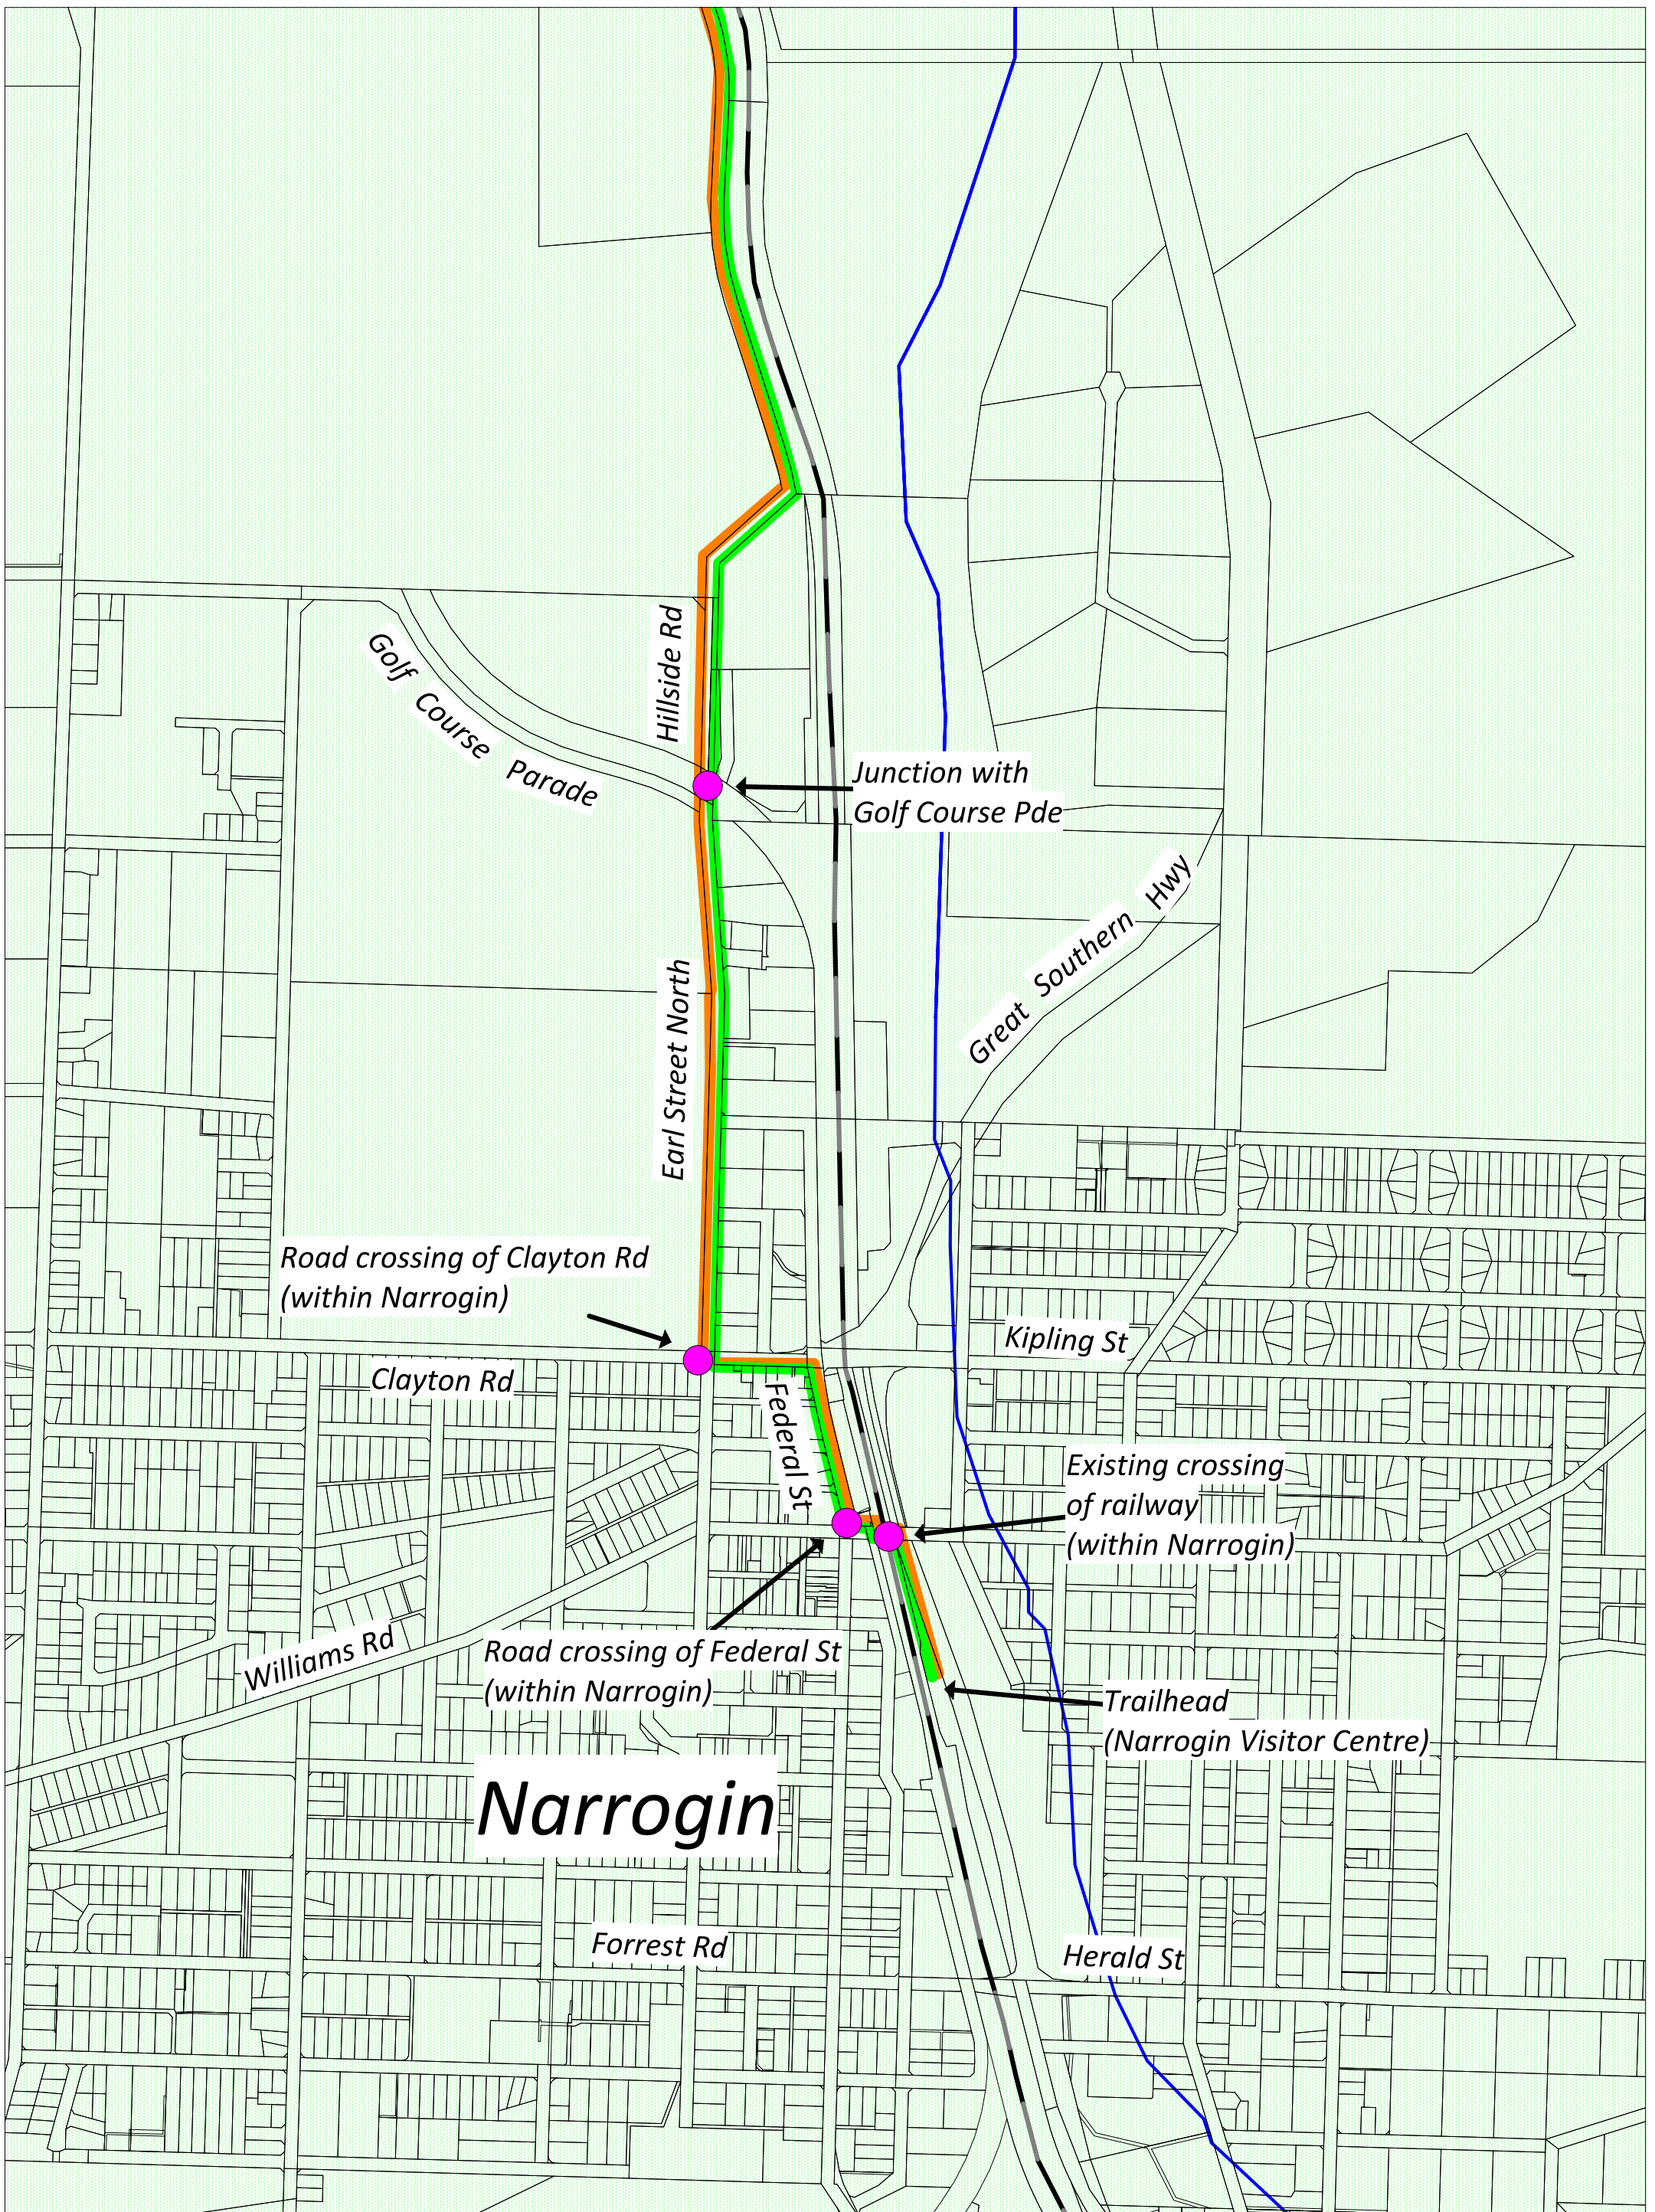 Hillside Rd
Golf Course Parade
Junction with
Golf Course Pde
Great Southern Hwy
Earl Street North
Road crossing of Clayton Rd
(within Narrogin)
Kipling St
Clayton Rd
Federal St
Existing crossing
of railway
(within Narrogin)
Williams Rd
Road crossing of Federal St
(within Narrogin)
Trailhead
(Narrogin Visitor Centre)
Narrogin
Forrest Rd
Herald St